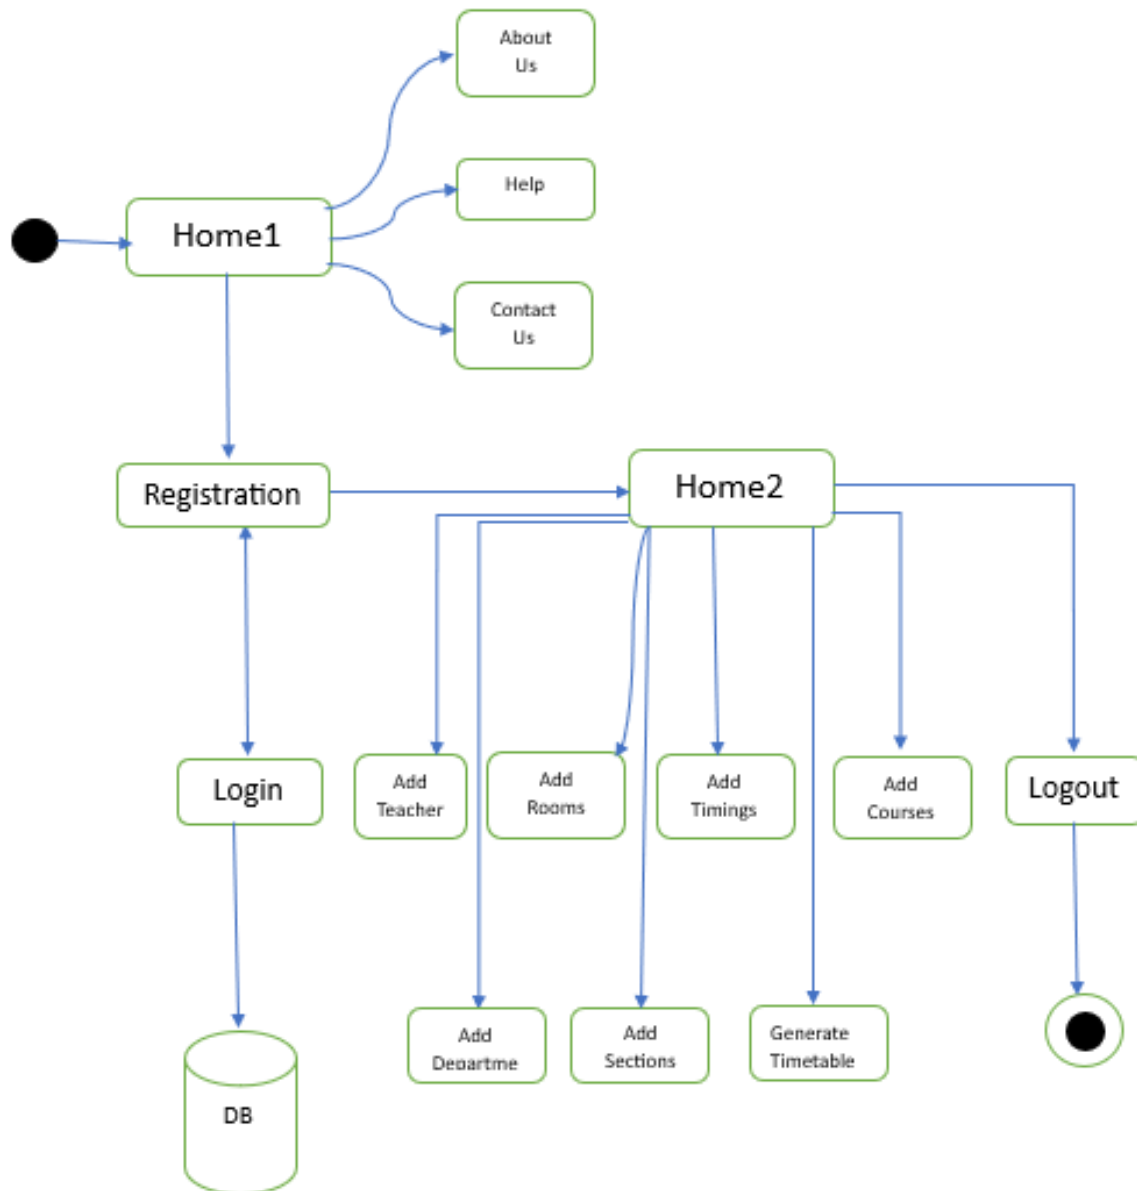 About
Us
Help
Home1
Contact
Us
Registration
Home2
Login
Add
Teacher
Add
Rooms
Add
Timings
Add
Courses
Logout
Add
Departme
Add
Sections
Generate
Timetable
DB